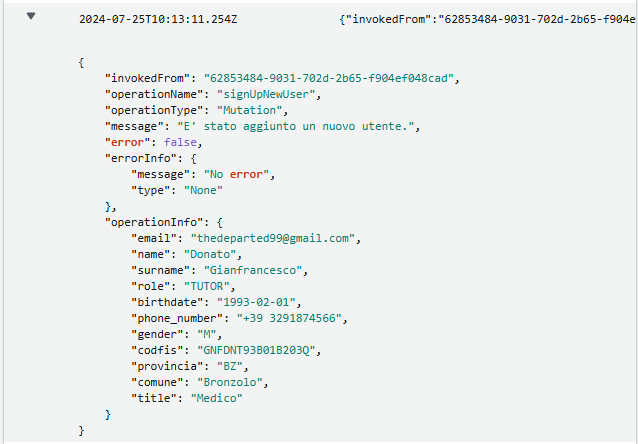 2024-07-25T10:13:11.254Z {"invokedFrom":"62853484-9031-702d-2b65-f904e
{
"invokedFrom": "62853484-9031-702d-2b65-f904ef048cad",
"operationName": "signUpNewUser",
"operationType": "Mutation",
"message": "E' stato aggiunto un nuovo utente.",
"error": false,
"errorInfo": {
"message": "No error",
"type": "None"
},
"operationInfo": {
"email": "thedeparted99@gmail.com",
"name": "Donato",
"surname": "Gianfrancesco",
"role": "TUTOR",
"birthdate": "1993-02-01",
"phone_number": "+39 3291874566",
"gender": "M",
"codfis": "GNFDNT93B01B203Q",
"provincia": "BZ",
"comune": "Bronzolo",
"title": "Medico"
}
}